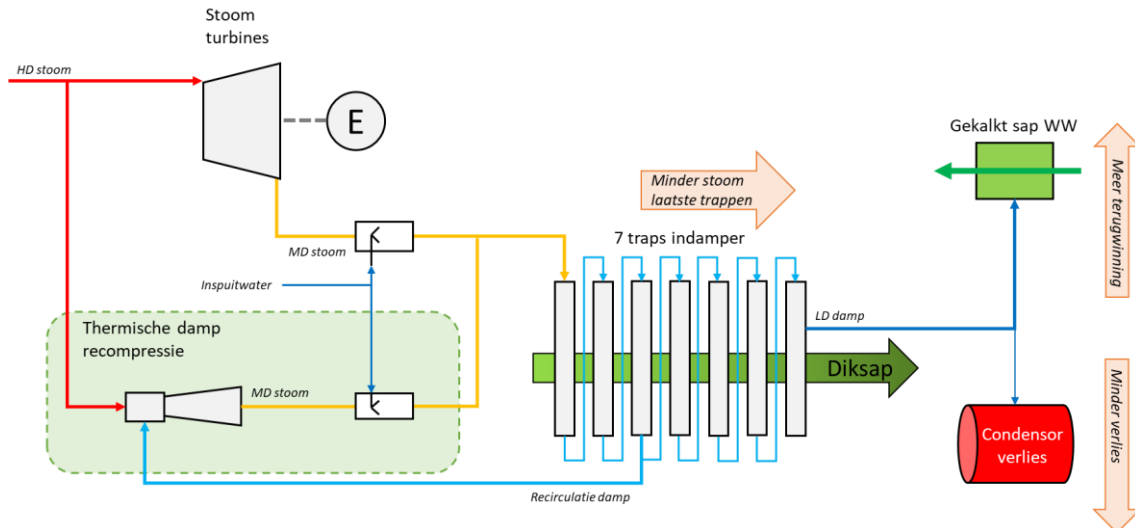 Stoom
turbines
HD stoom
E
Gekalkt sap WW
Meer terugwinning
Minder stoom
laatste trappen
7 traps indamper
MD stoom
Inspuitwater
LD damp
Thermische damp
recompressie
MD stoom
Diksap
Minder verlies
Condensor
verlies
Recirculatie damp